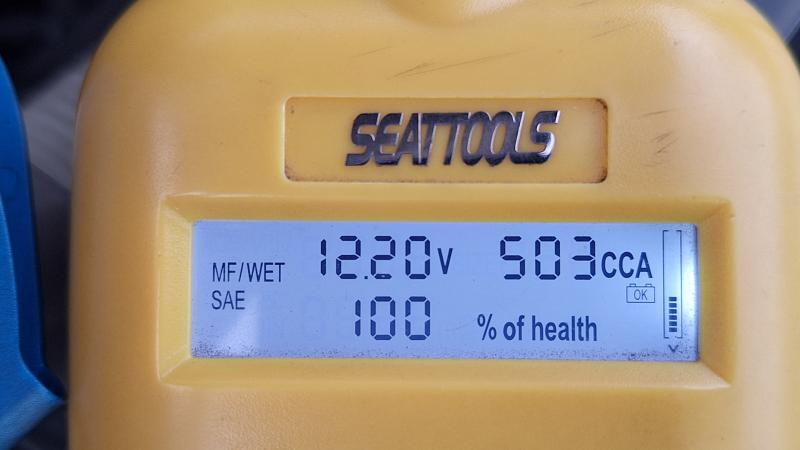 SEATTOOLS
MF/WET 12.20V 503CCA
SAE OK
100 % of health